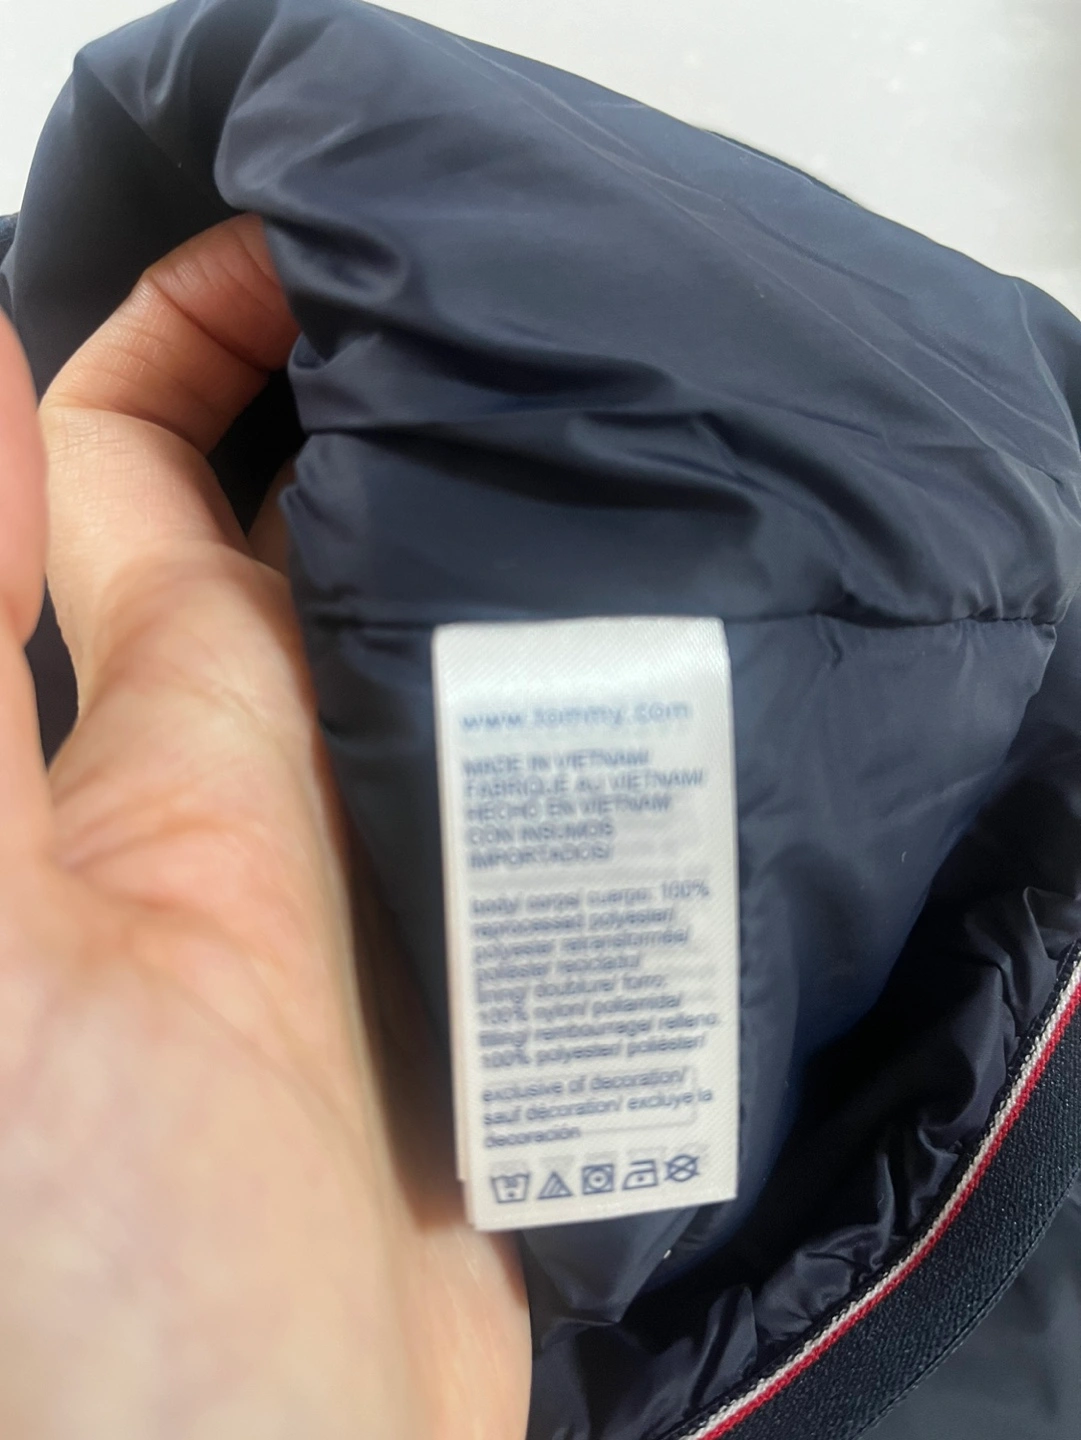 www.tommy.com
MADE IN VIETNAM/
FABRIQUÉ AU VIETNAM/
HECHO EN VIETNAM
CON INSUMOS
IMPORTADOS/
body/ corps/ cuerpo: 100%
reprocessed polyester/
polyester retransformée/
poliéster reciclado/
lining/ doublure/ forro:
100% nylon/ poliamida/
filling/ rembourrage/ relleno:
100% polyester/ poliéster/
exclusive of decoration/
sauf décoration/ excluye la
decoración